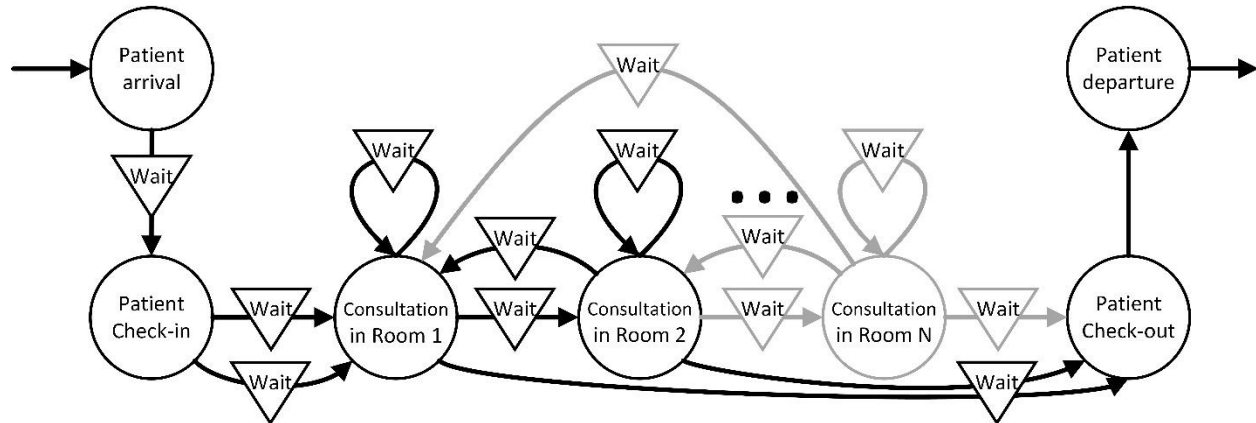 Patient
arrival
Patient
departure
Wait
Wait
Wait
Wait
Wait
Wait
Wait
Wait
Patient
Check-in
Wait
Consultation
in Room 1
Wait
Consultation
in Room 2
Wait
Consultation
in Room N
Wait
Patient
Check-out
Wait
Wait